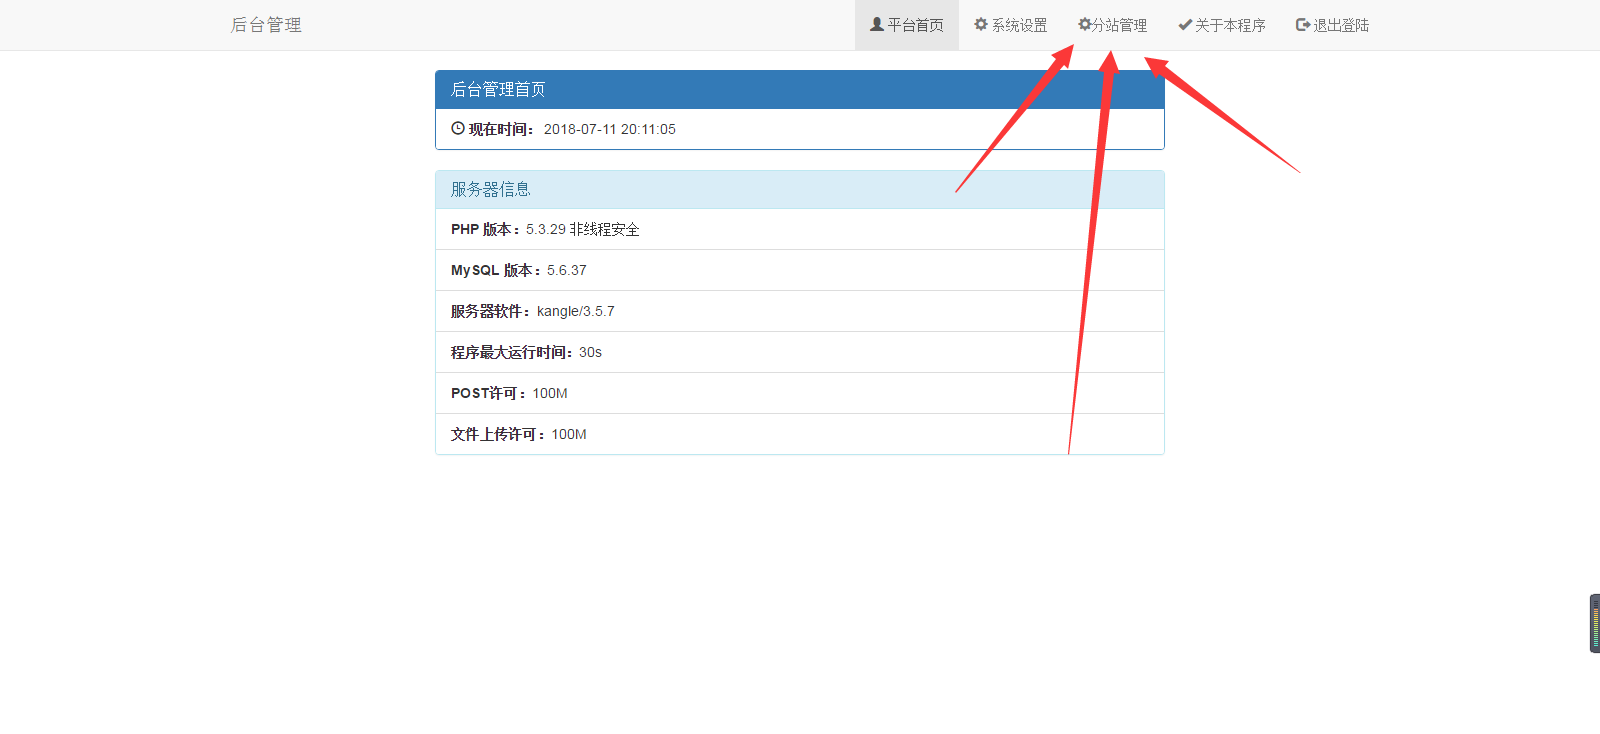 后台管理
平台首页 系统设置 分站管理 关于本程序 退出登陆
后台管理首页
现在时间： 2018-07-11 20:11:05
服务器信息
PHP 版本：5.3.29 非线程安全
MySQL 版本：5.6.37
服务器软件：kangle/3.5.7
程序最大运行时间：30s
POST许可：100M
文件上传许可：100M